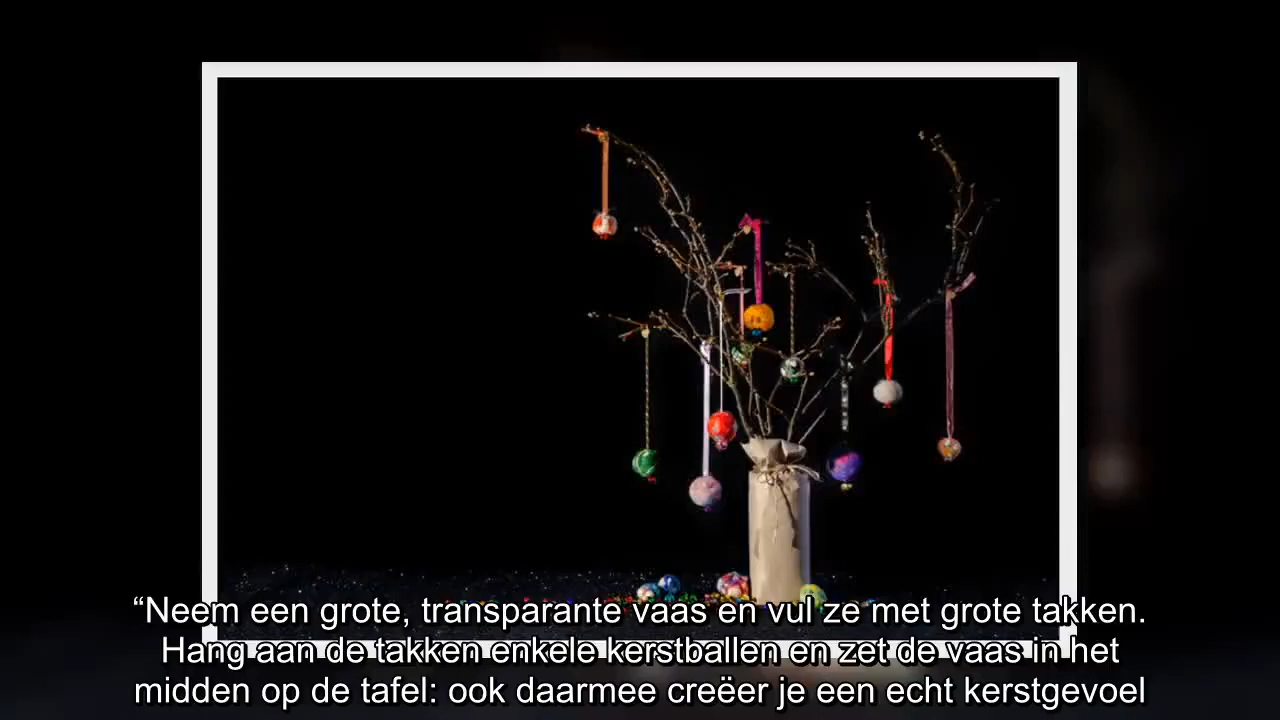 “Neem een grote, transparante vaas en vul ze met grote takken.
Hang aan de takken enkele kerstballen en zet de vaas in het
midden op de tafel: ook daarmee creëer je een echt kerstgevoel